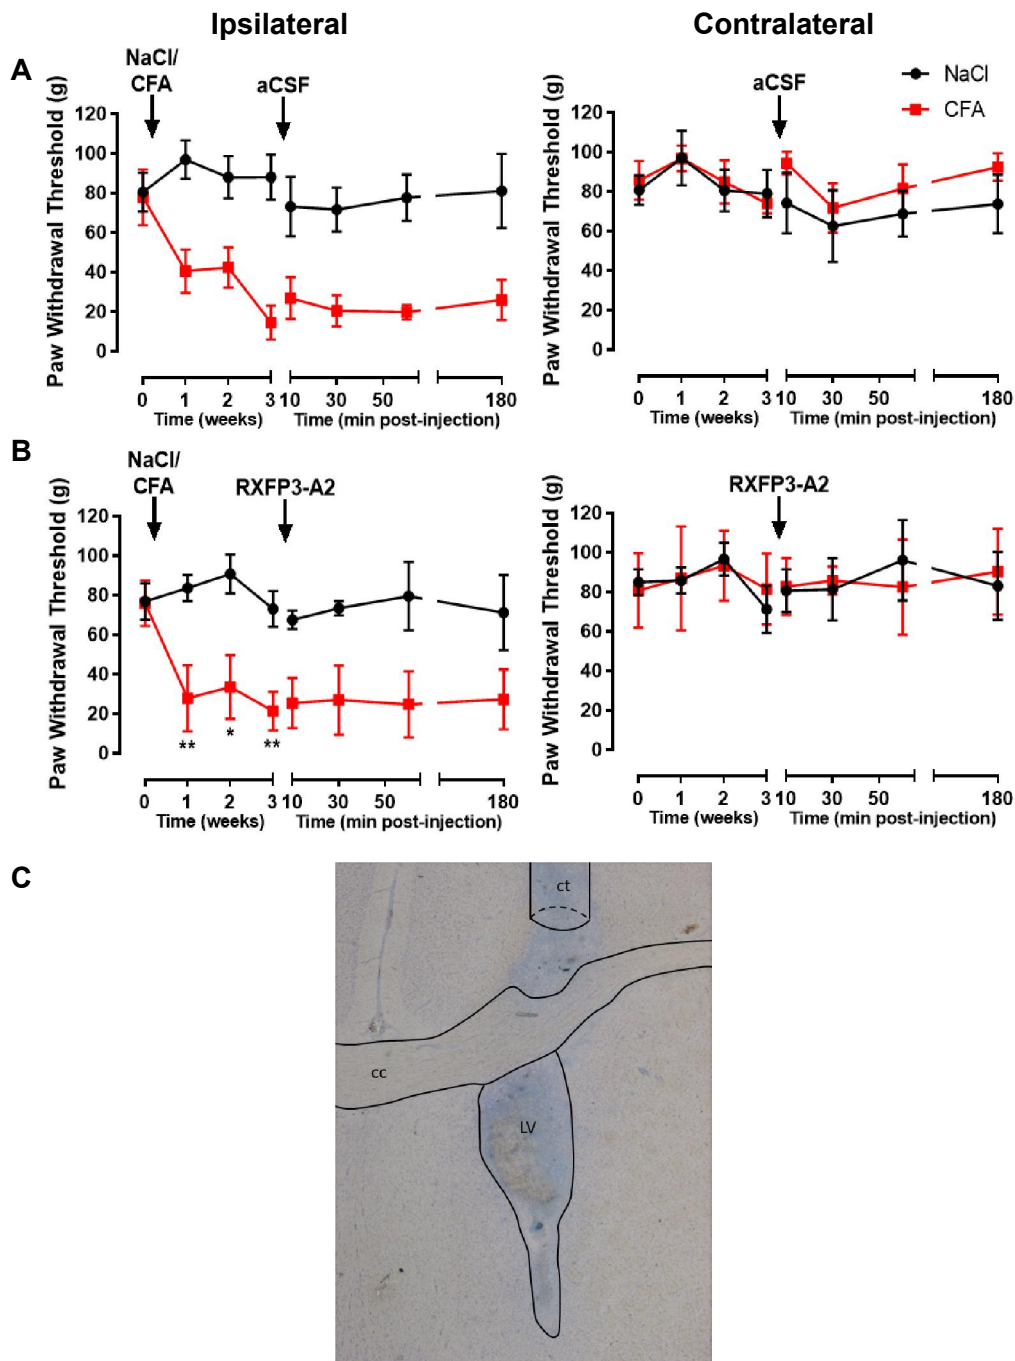 Ipsilateral
Contralateral
A
NaCl/
CFA
aCSF
Paw Withdrawal Threshold (g)
120
100
80
60
40
20
0
0 1 2 3 10 30 50 180
Time (weeks) Time (min post-injection)
aCSF
NaCl
CFA
Paw Withdrawal Threshold (g)
120
100
80
60
40
20
0
0 1 2 3 10 30 50 180
Time (weeks) Time (min post-injection)
B
NaCl/
CFA
RXFP3-A2
Paw Withdrawal Threshold (g)
120
100
80
60
40
20
0
** * **
0 1 2 3 10 30 50 180
Time (weeks) Time (min post-injection)
RXFP3-A2
Paw Withdrawal Threshold (g)
120
100
80
60
40
20
0
0 1 2 3 10 30 50 180
Time (weeks) Time (min post-injection)
C
ct
cc
LV